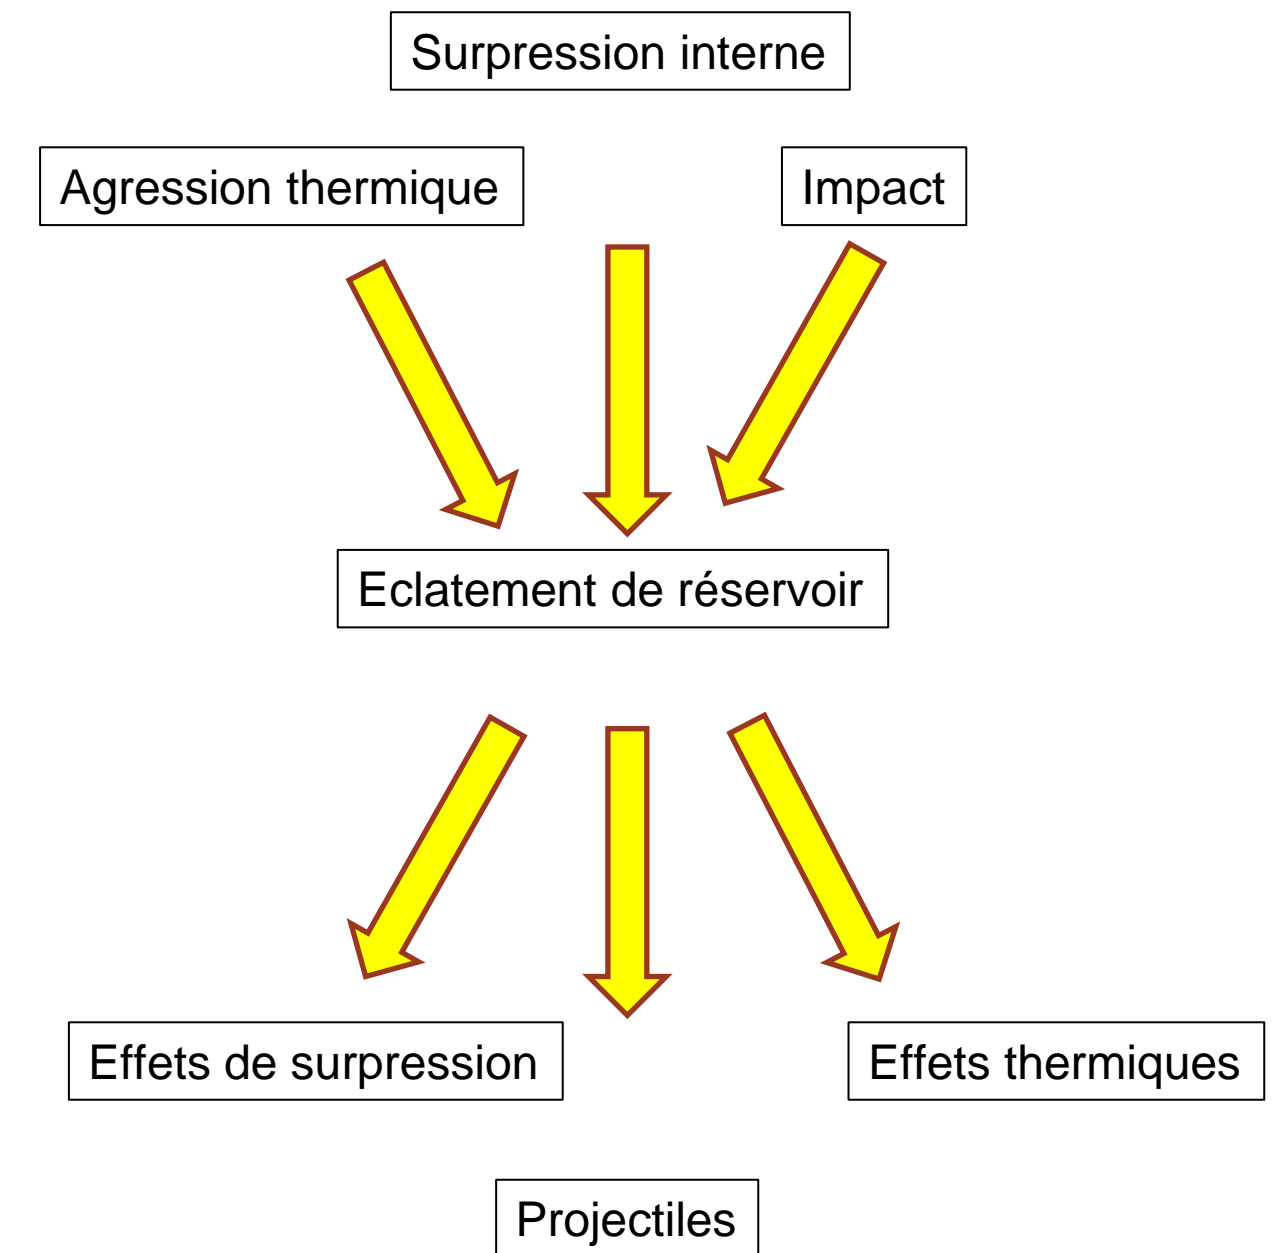 Surpression interne
Agression thermique
Impact
Eclatement de réservoir
Effets de surpression
Effets thermiques
Projectiles